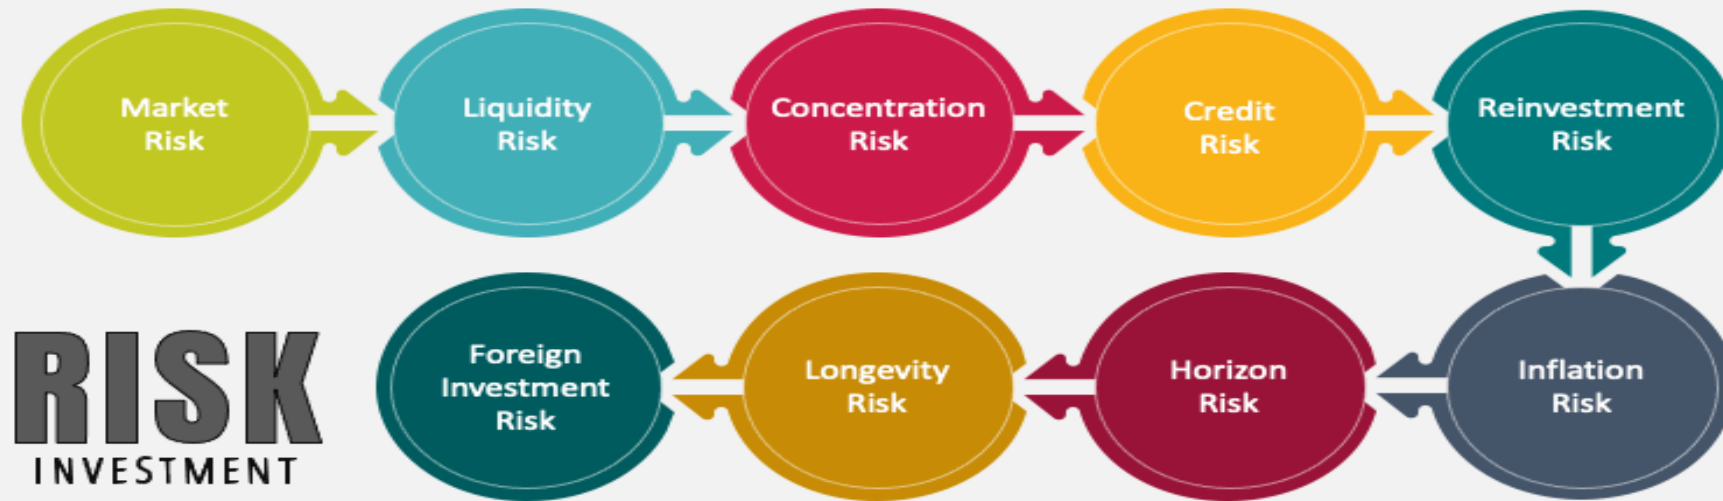 Market
Risk
Liquidity
Risk
Concentration
Risk
Credit
Risk
Reinvestment
Risk
Inflation
Risk
Horizon
Risk
Longevity
Risk
Foreign
Investment
Risk
RISK
INVESTMENT